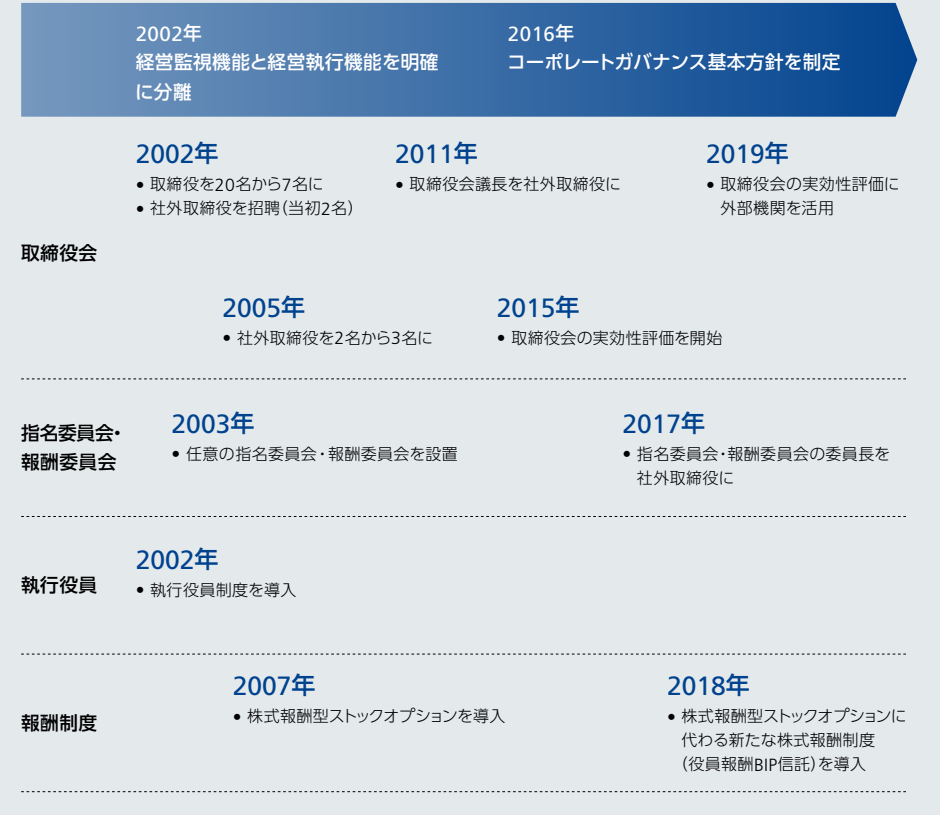 2002年
経営監視機能と経営執行機能を明確
に分離
2016年
コーポレートガバナンス基本方針を制定
取締役会
2002年
• 取締役を20名から7名に
• 社外取締役を招聘（当初2名）
2011年
• 取締役会議長を社外取締役に
2019年
• 取締役会の実効性評価に
外部機関を活用
2005年
• 社外取締役を2名から3名に
2015年
• 取締役会の実効性評価を開始
指名委員会・
報酬委員会
2003年
• 任意の指名委員会・報酬委員会を設置
2017年
• 指名委員会・報酬委員会の委員長を
社外取締役に
執行役員
2002年
• 執行役員制度を導入
報酬制度
2007年
• 株式報酬型ストックオプションを導入
2018年
• 株式報酬型ストックオプションに
代わる新たな株式報酬制度
（役員報酬BIP信託）を導入